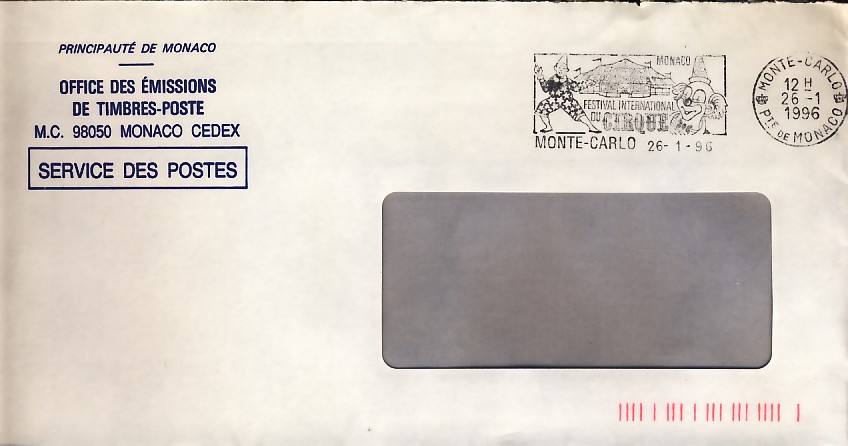 PRINCIPAUTÉ DE MONACO
OFFICE DES ÉMISSIONS
DE TIMBRES-POSTE
M.C. 98050 MONACO CEDEX
SERVICE DES POSTES
MONACO
FESTIVAL INTERNATIONAL
DU CIRQUE
MONTE-CARLO 26-1-96
MONTE-CARLO
12 H
26 -1
1996
PTÉ DE MONACO